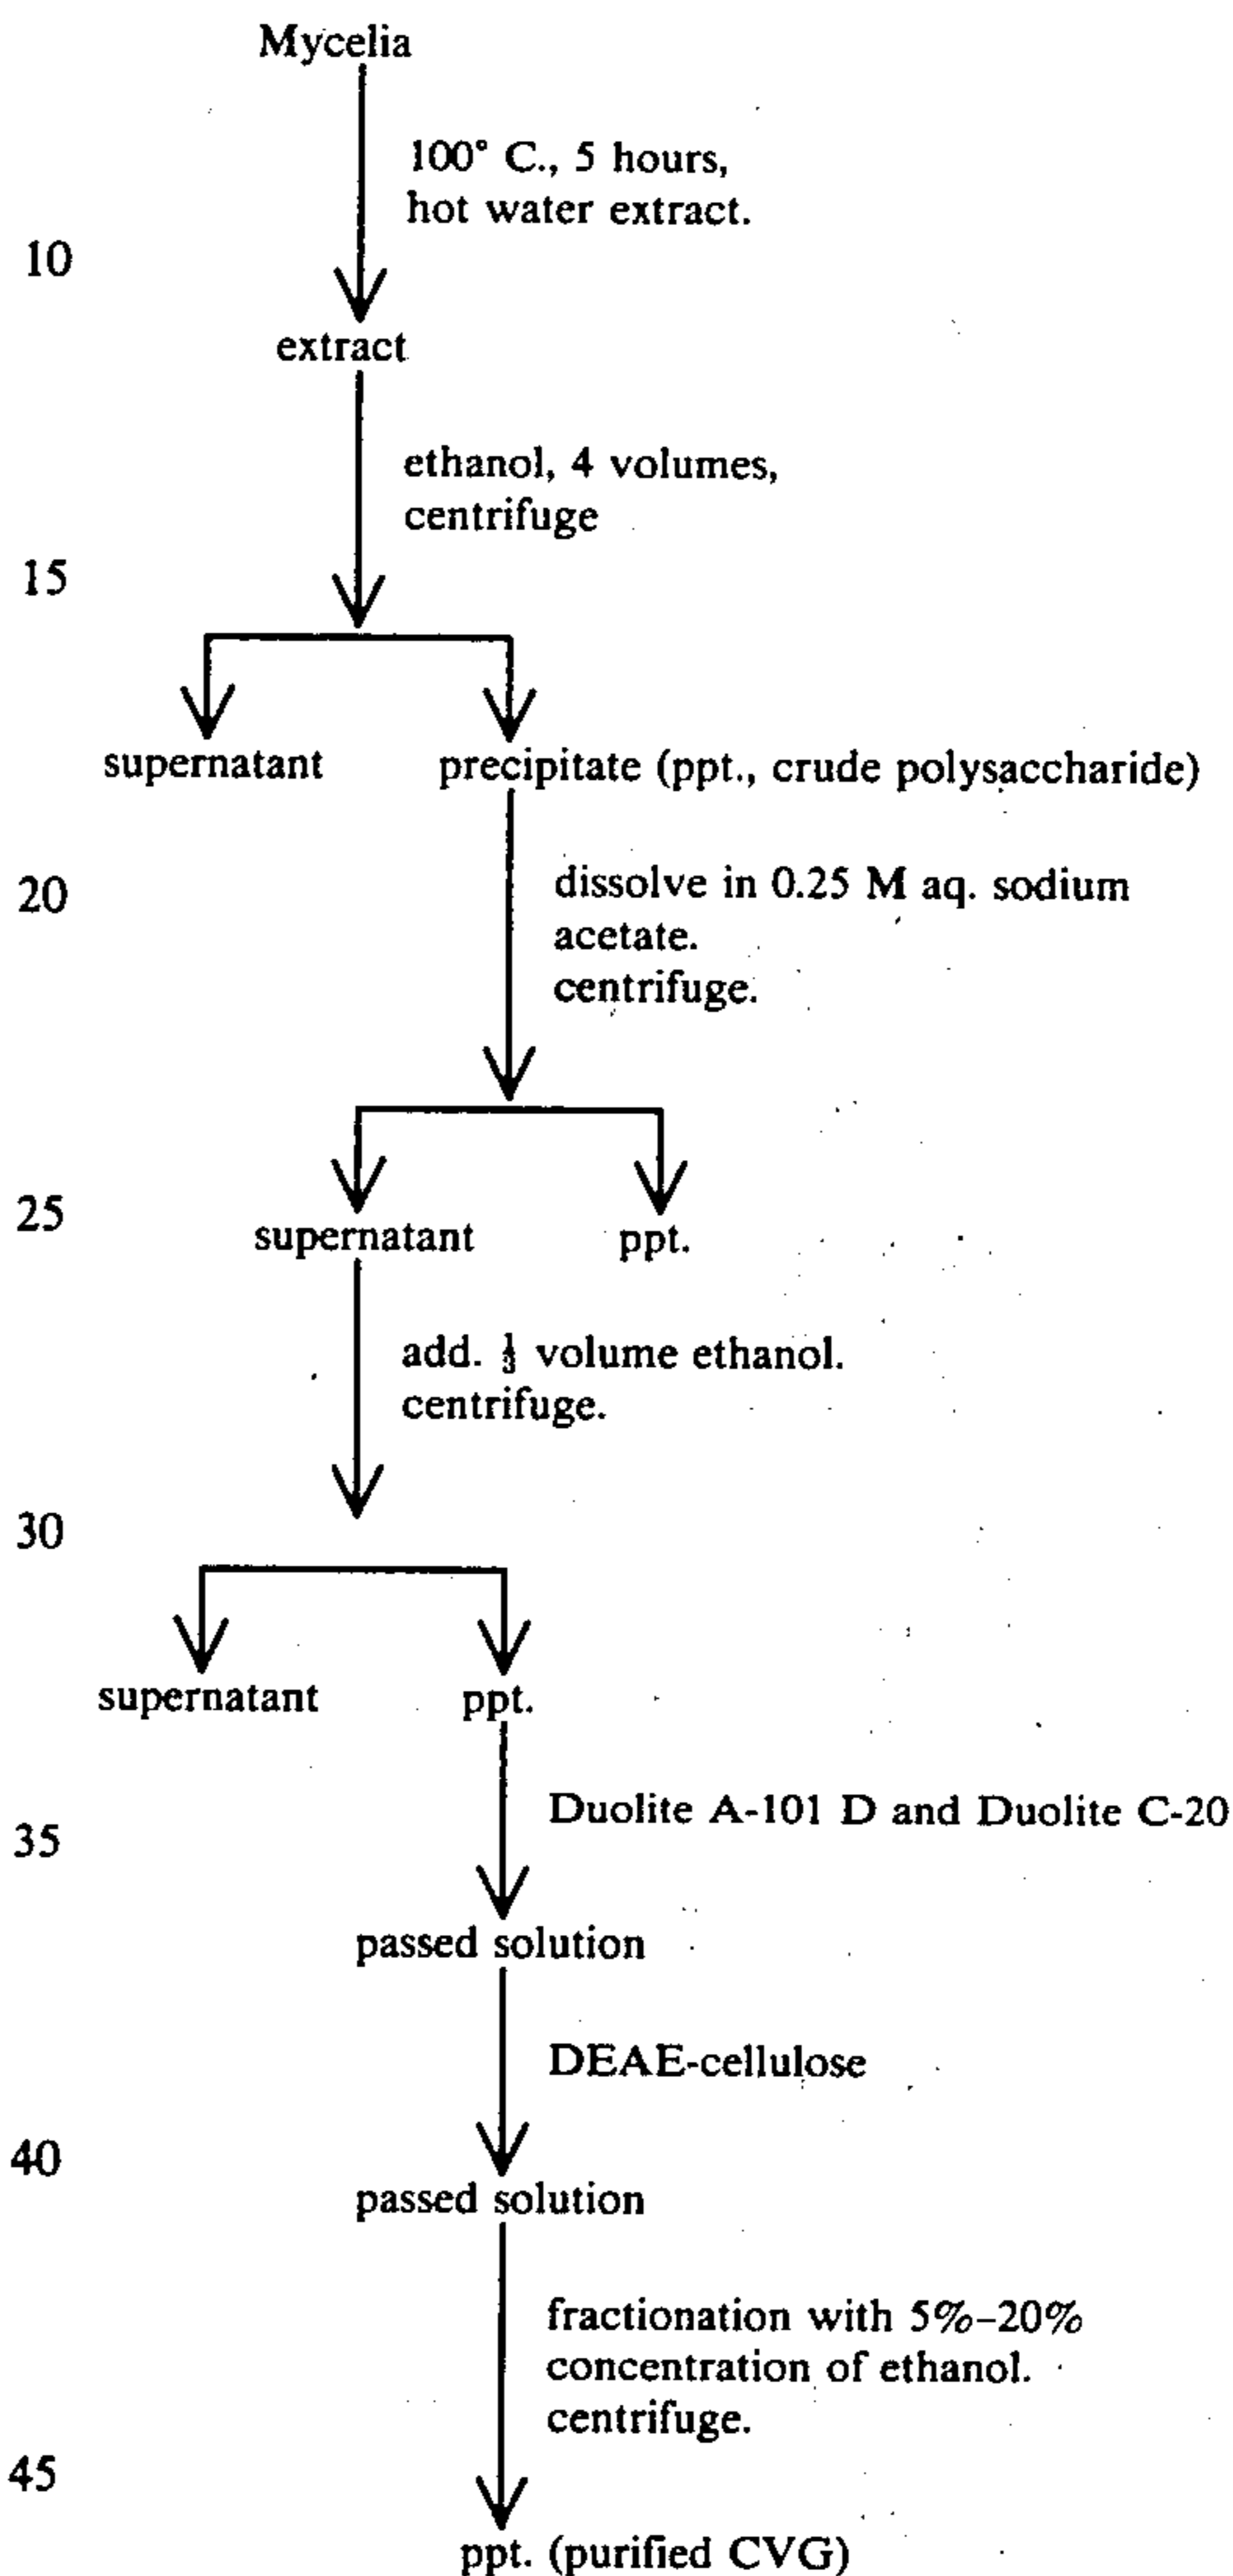 Mycelia
100° C., 5 hours,
hot water extract.
10
extract
ethanol, 4 volumes,
centrifuge
15
supernatant precipitate (ppt., crude polysaccharide)
20
dissolve in 0.25 M aq. sodium
acetate.
centrifuge.
25
supernatant ppt.
add. ⅓ volume ethanol.
centrifuge.
30
supernatant ppt.
Duolite A-101 D and Duolite C-20
35
passed solution
DEAE-cellulose
40
passed solution
fractionation with 5%–20%
concentration of ethanol.
centrifuge.
45
ppt. (purified CVG)